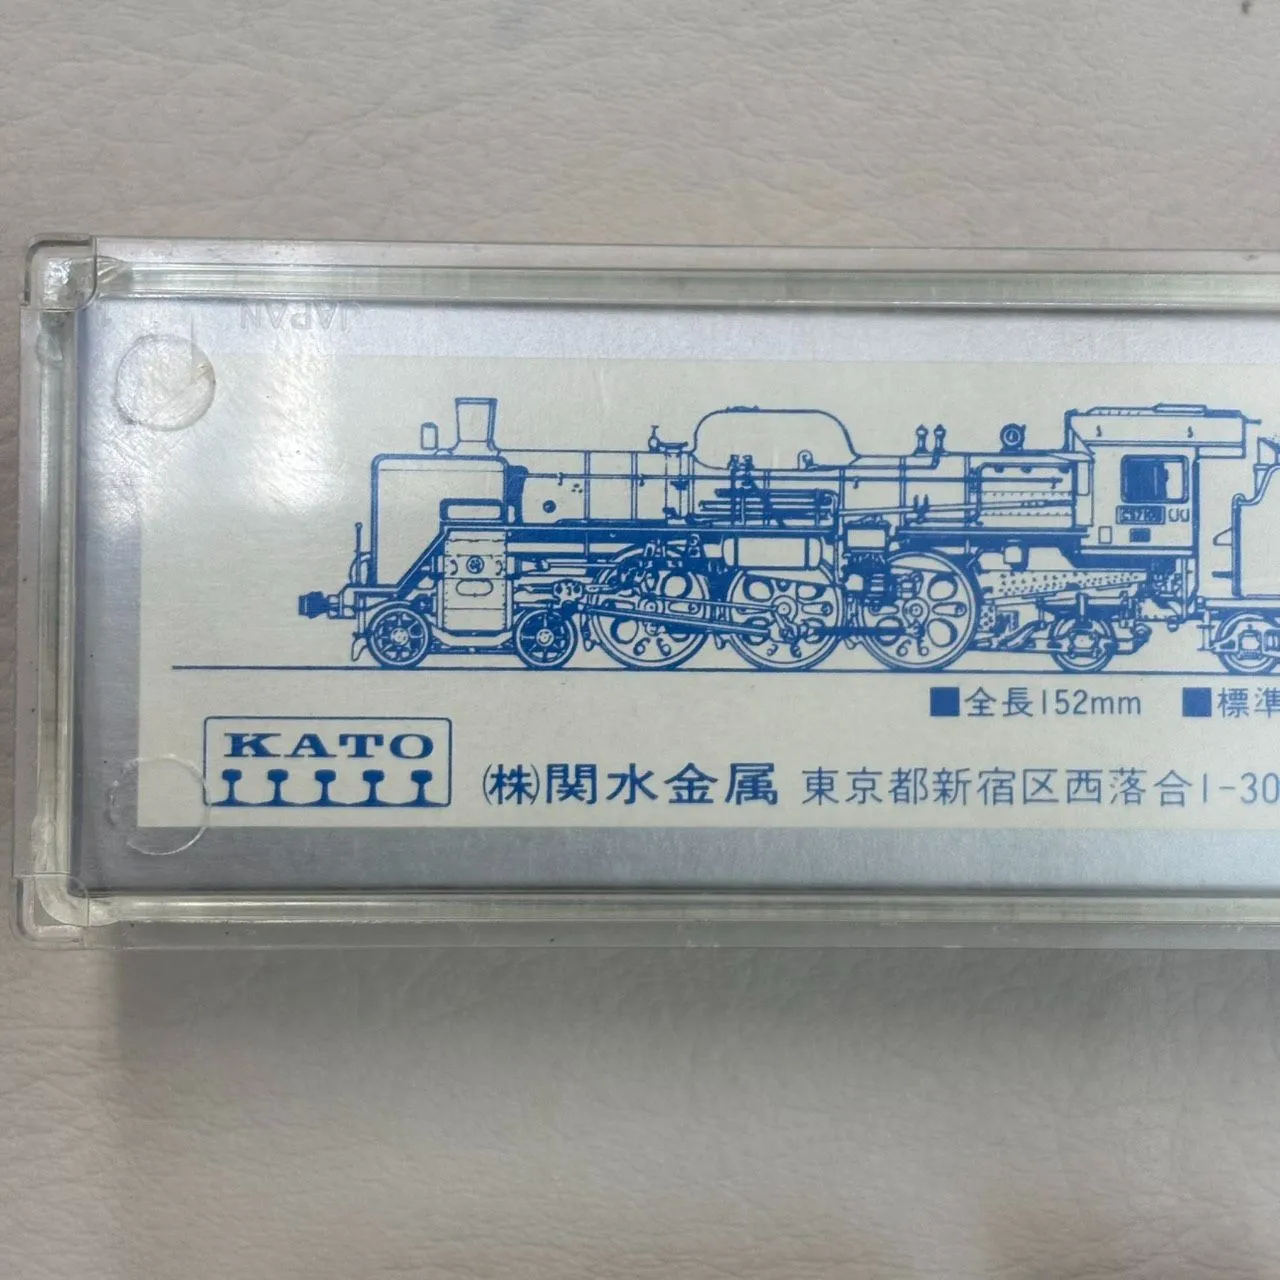 JAPAN
■全長152mm ■標準
KATO
(株)関水金属 東京都新宿区西落合1-30